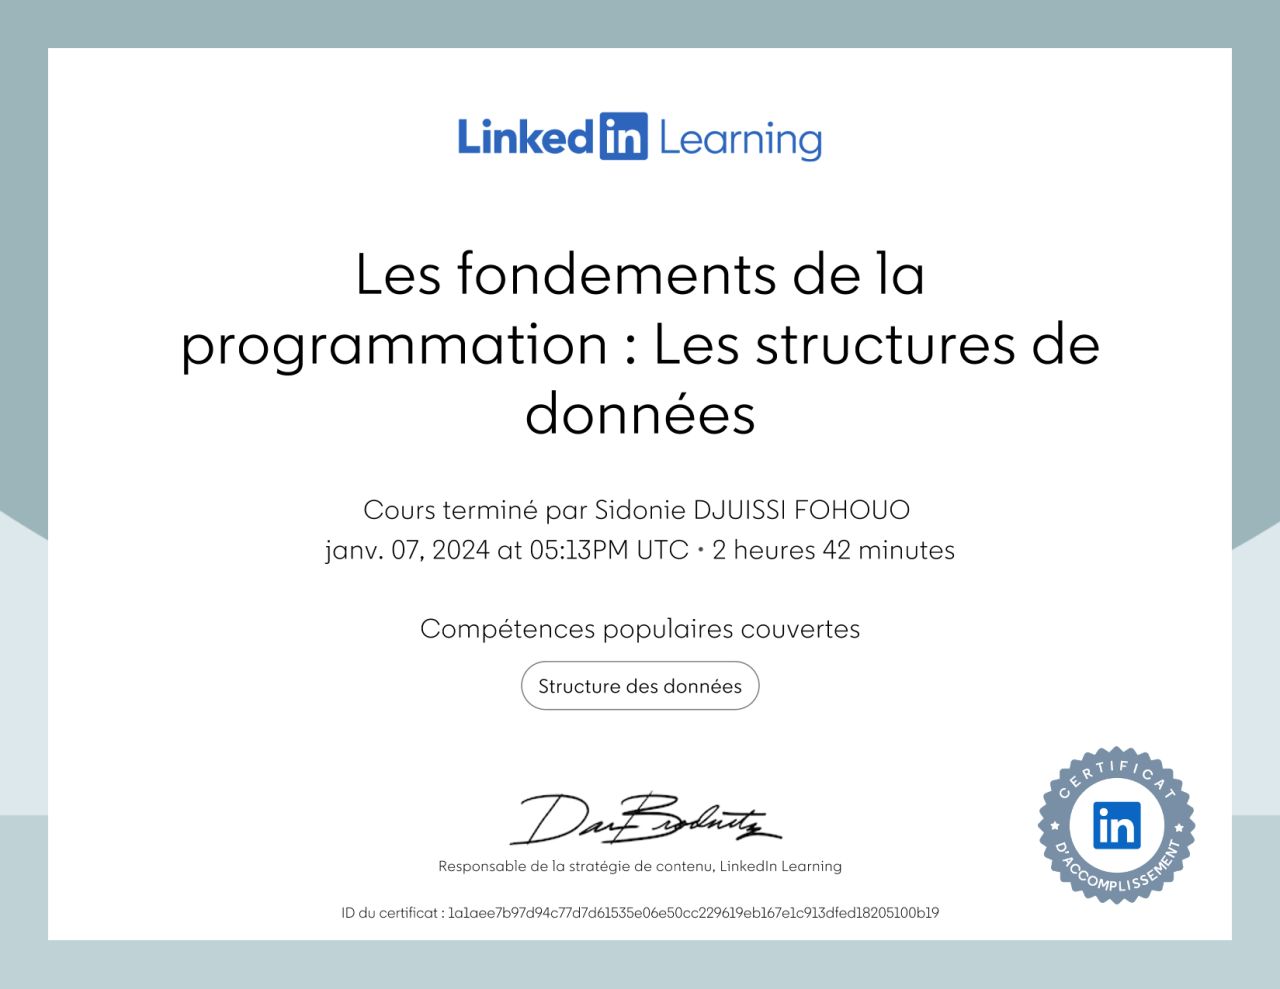 LinkedIn Learning
Les fondements de la
programmation : Les structures de
données
Cours terminé par Sidonie DJUISSI FOHOUO
janv. 07, 2024 at 05:13PM UTC • 2 heures 42 minutes
Compétences populaires couvertes
Structure des données
CERTIFICAT
in
D'ACCOMPLISSEMENT
Dan Brodnitz
Responsable de la stratégie de contenu, LinkedIn Learning
ID du certificat : 1a1aee7b97d94c77d7d61535e06e50cc229619eb167e1c913dfed18205100b19